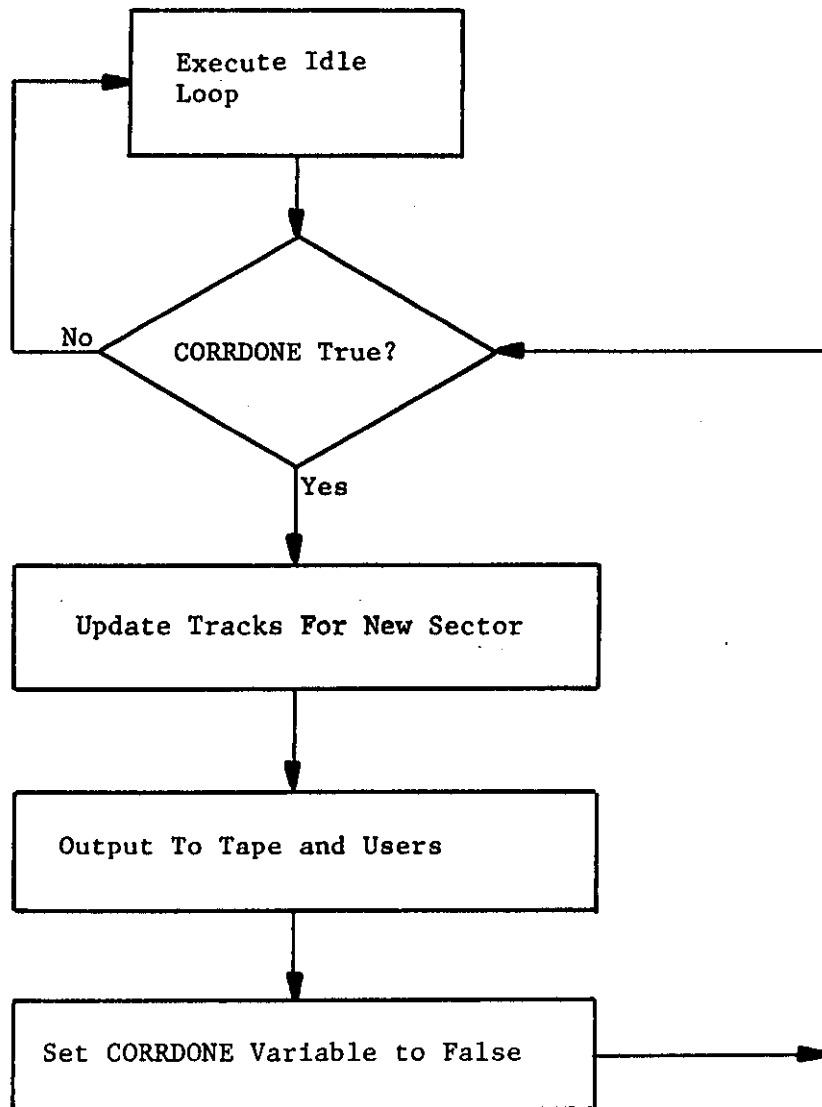 Execute Idle
Loop
No
CORRDONE True?
Yes
Update Tracks For New Sector
Output To Tape and Users
Set CORRDONE Variable to False